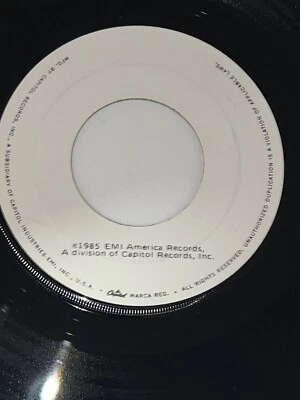 ℗1985 EMI America Records,
A division of Capitol Records, Inc.
MFG. BY CAPITOL RECORDS, INC., A SUBSIDIARY OF CAPITOL INDUSTRIES-EMI, INC., U.S.A. • Capitol MARCA REG. • ALL RIGHTS RESERVED. UNAUTHORIZED DUPLICATION IS A VIOLATION OF APPLICABLE LAWS.